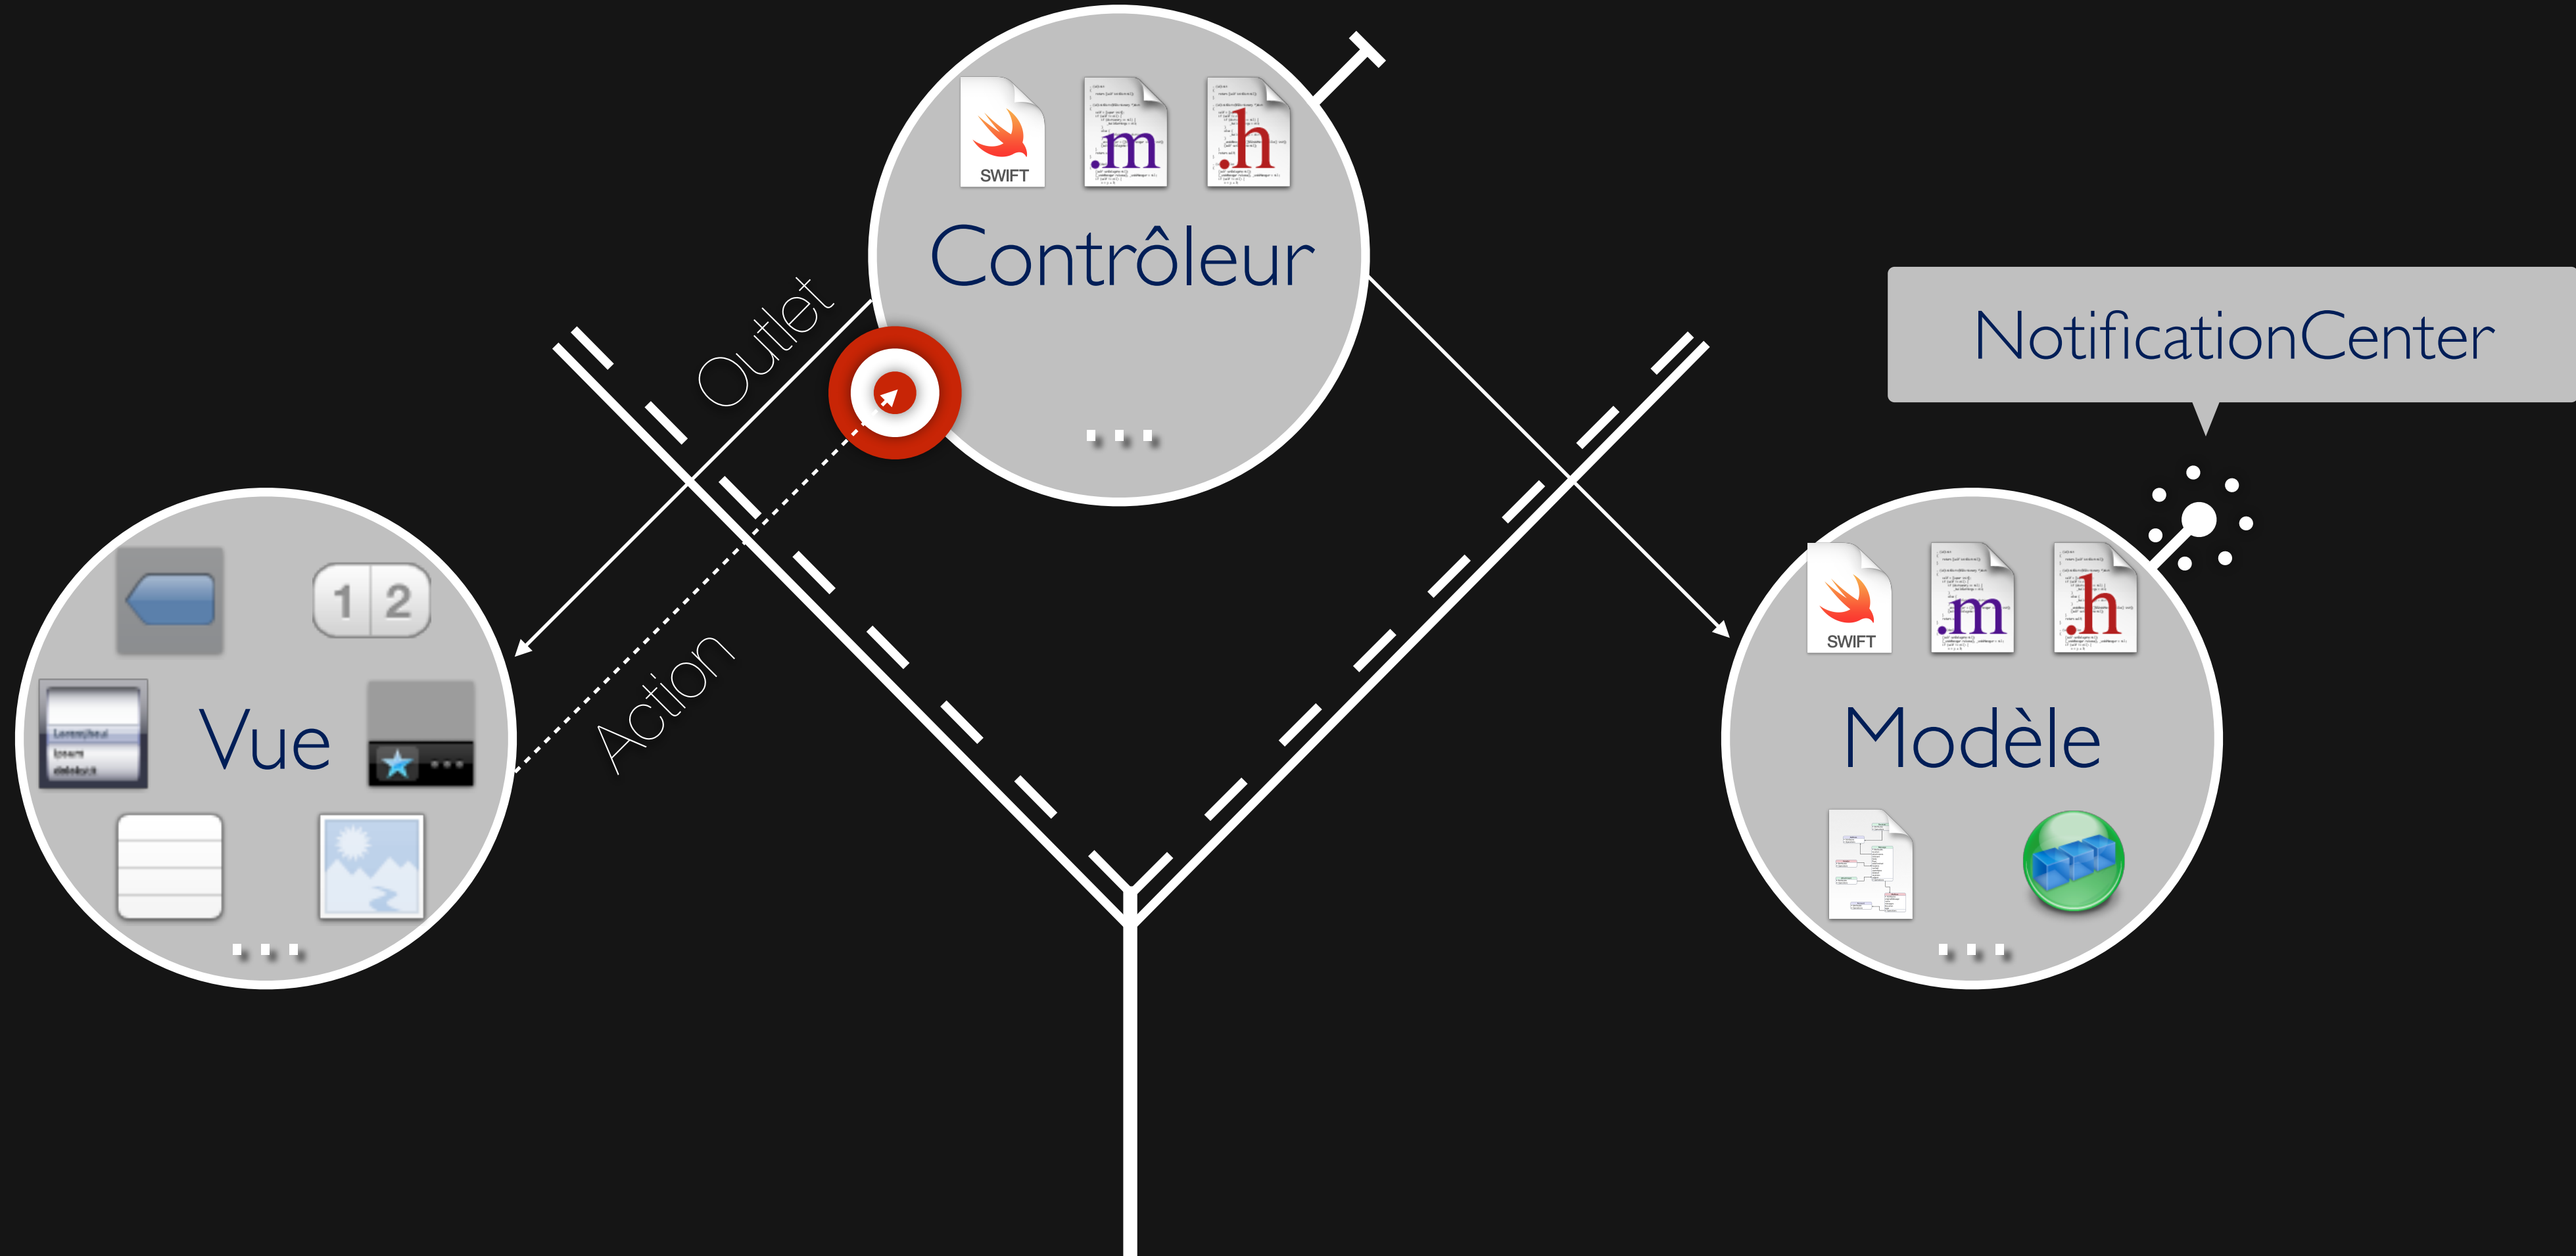 SWIFT
.m
.h
Contrôleur
Outlet
NotificationCenter
Action
1 2
Vue
SWIFT
.m
.h
Modèle